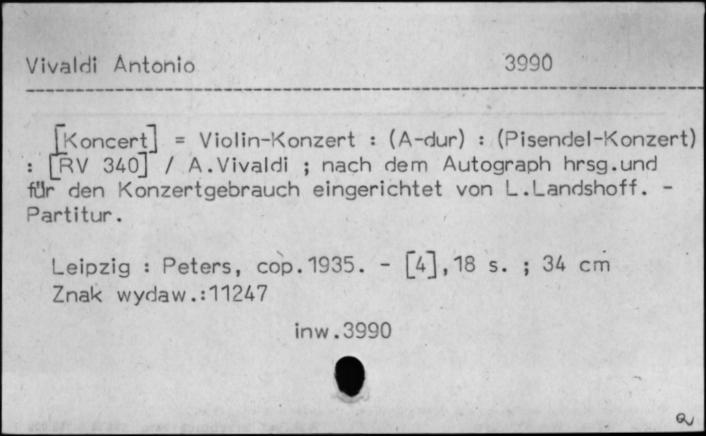 Vivaldi Antonio 3990
[Koncert] = Violin-Konzert : (A-dur) : (Pisendel-Konzert)
: [RV 340] / A.Vivaldi ; nach dem Autograph hrsg.und
für den Konzertgebrauch eingerichtet von L.Landshoff. -
Partitur.
Leipzig : Peters, cop.1935. - [4],18 s. ; 34 cm
Znak wydaw.:11247
inw.3990